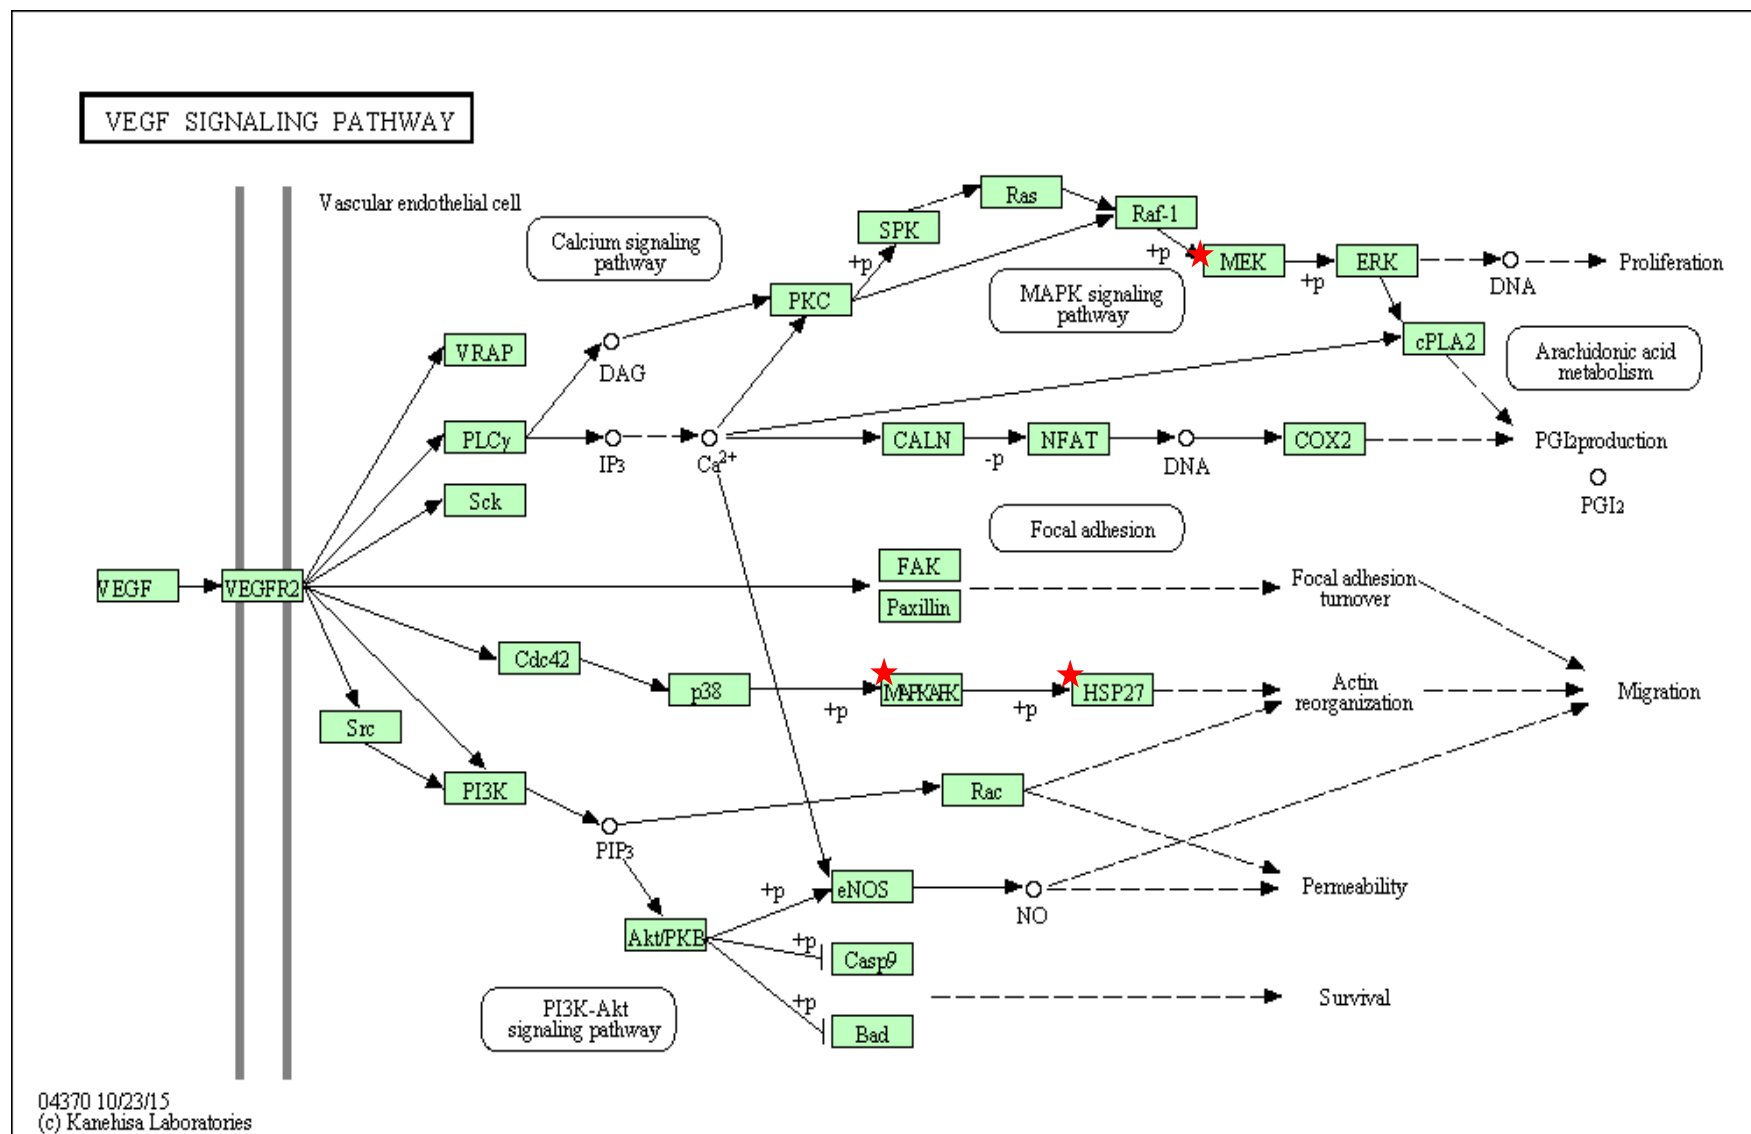 VEGF SIGNALING PATHWAY
Vascular endothelial cell
Calcium signaling
pathway
SPK
+p
Ras
Raf-1
+p
MEK
+p
ERK
DNA
Proliferation
PKC
MAPK signaling
pathway
VRAP
DAG
cPLA2
Arachidonic acid
metabolism
PLCγ
IP3
Ca2+
CALN
-p
NFAT
DNA
COX2
PGI2production
PGI2
Sck
Focal adhesion
VEGF
VEGFR2
FAK
Paxillin
Focal adhesion
turnover
Cdc42
p38
+p
MAPKAPK
+p
HSP27
Actin
reorganization
Migration
Src
PI3K
PIP3
Rac
+p
eNOS
NO
Permeability
Akt/PKB
+p
Casp9
+p
Bad
Survival
PI3K-Akt
signaling pathway
04370 10/23/15
(c) Kanehisa Laboratories